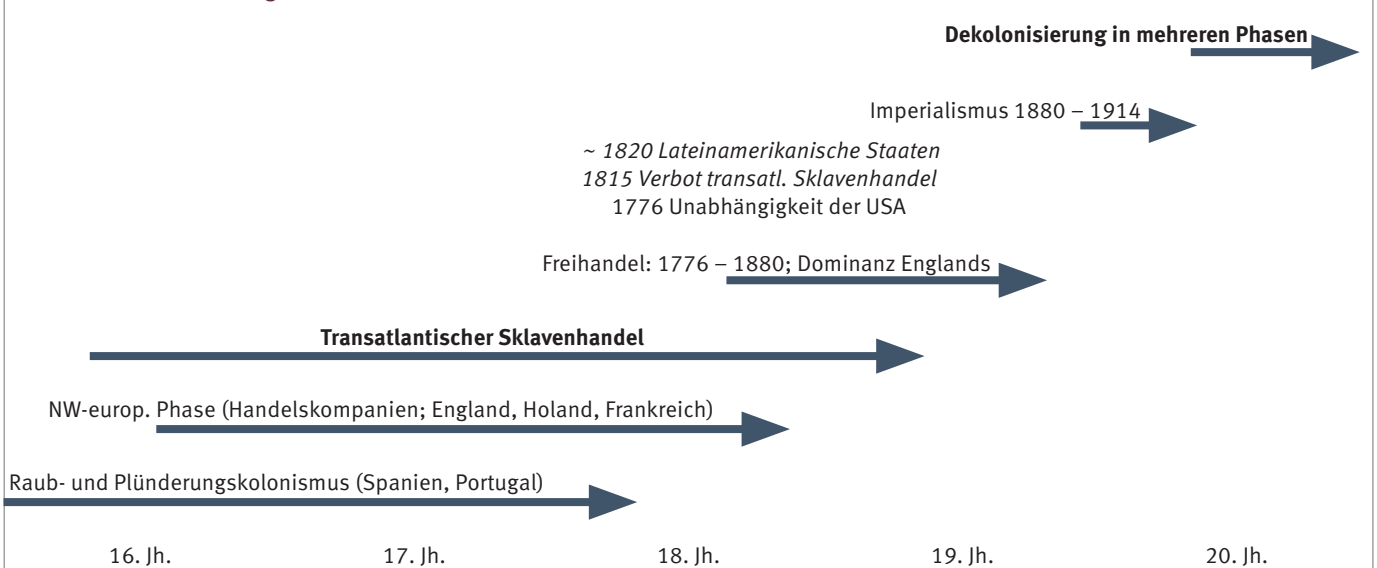 Dekolonisierung in mehreren Phasen
Imperialismus 1880 – 1914
~ 1820 Lateinamerikanische Staaten
1815 Verbot transatl. Sklavenhandel
1776 Unabhängigkeit der USA
Freihandel: 1776 – 1880; Dominanz Englands
Transatlantischer Sklavenhandel
NW-europ. Phase (Handelskompanien; England, Holand, Frankreich)
Raub- und Plünderungskolonismus (Spanien, Portugal)
16. Jh. 17. Jh. 18. Jh. 19. Jh. 20. Jh.